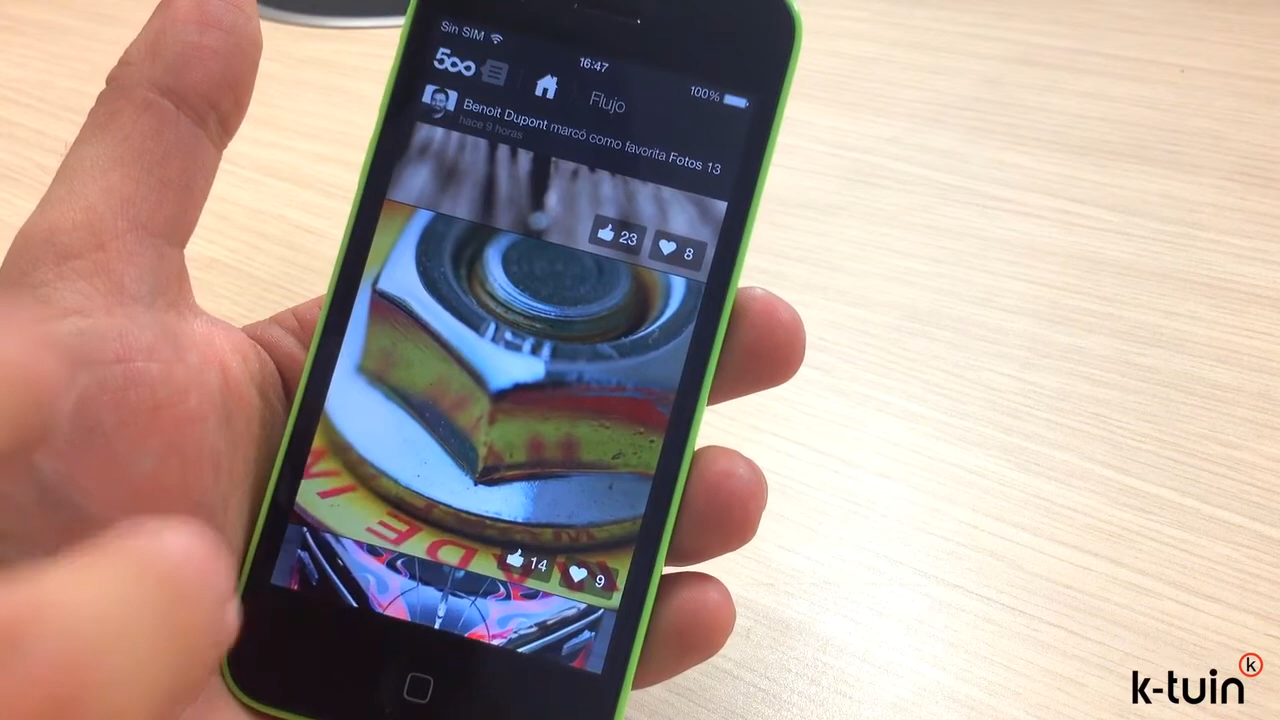 Sin SIM
16:47
100%
500
Flujo
Benoit Dupont marcó como favorita Fotos 13
hace 9 horas
23
8
14
9
k-tuin
k